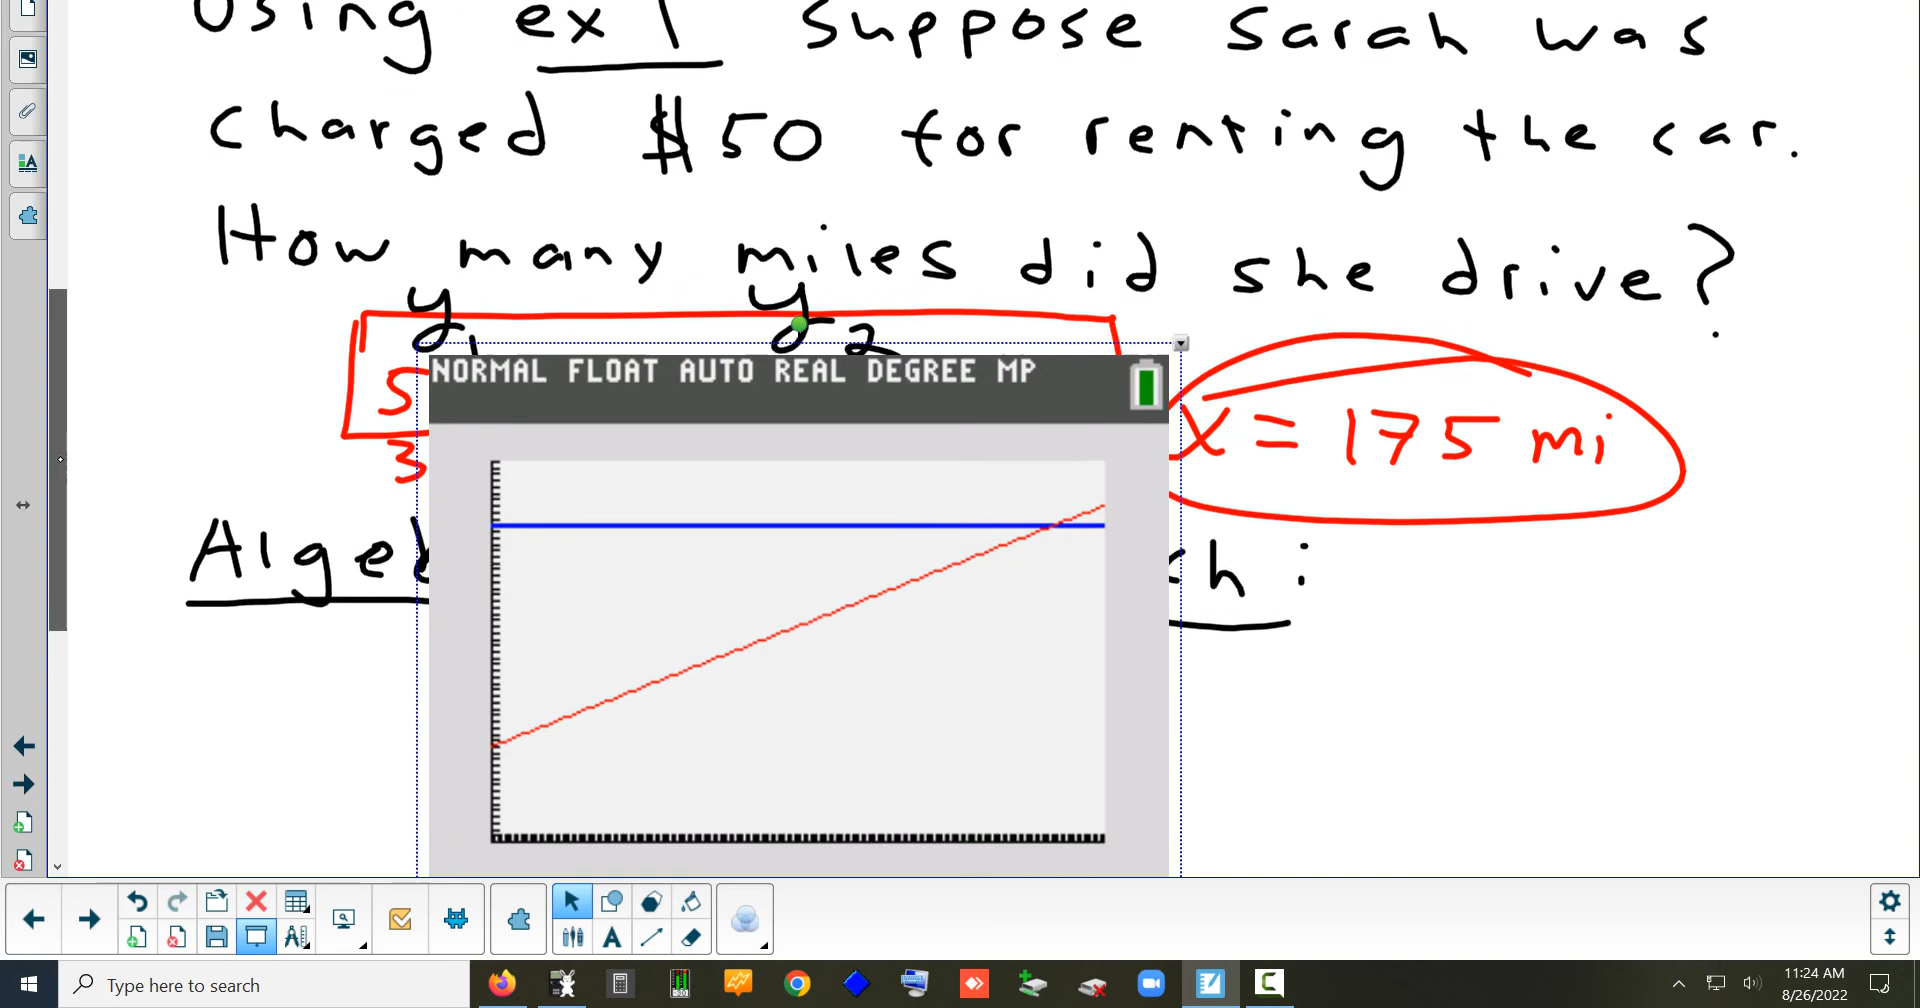 Using ex 1 suppose sarah was
charged $50 for renting the car.
How many miles did she drive?
y1 y2
5
3
NORMAL FLOAT AUTO REAL DEGREE MP
x = 175 mi
Algeb
h :
Type here to search
11:24 AM
8/26/2022